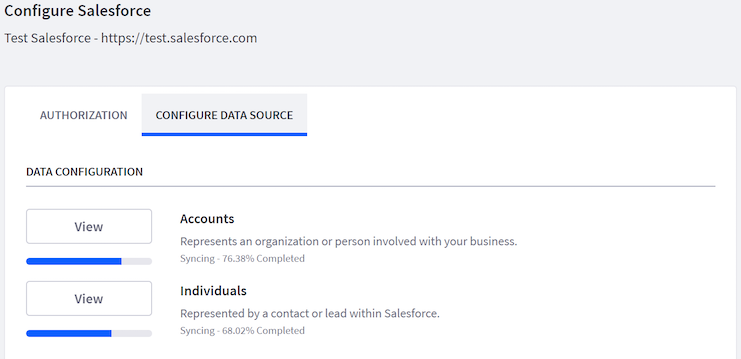 Configure Salesforce
Test Salesforce - https://test.salesforce.com
AUTHORIZATION
CONFIGURE DATA SOURCE
DATA CONFIGURATION
View
Accounts
Represents an organization or person involved with your business.
Syncing - 76.38% Completed
View
Individuals
Represented by a contact or lead within Salesforce.
Syncing - 68.02% Completed